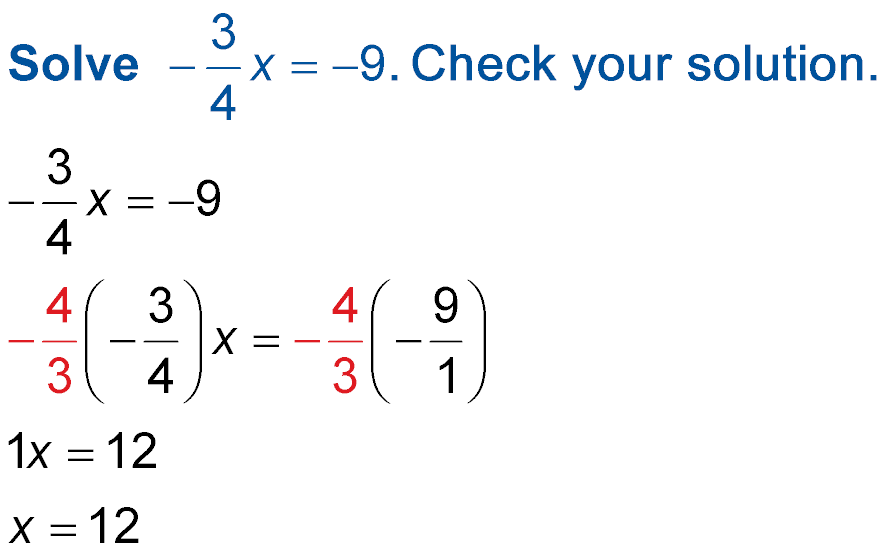 Solve −3/4 x = −9. Check your solution.
−3/4 x = −9
−4/3(−3/4)x = −4/3(−9/1)
1x = 12
x = 12